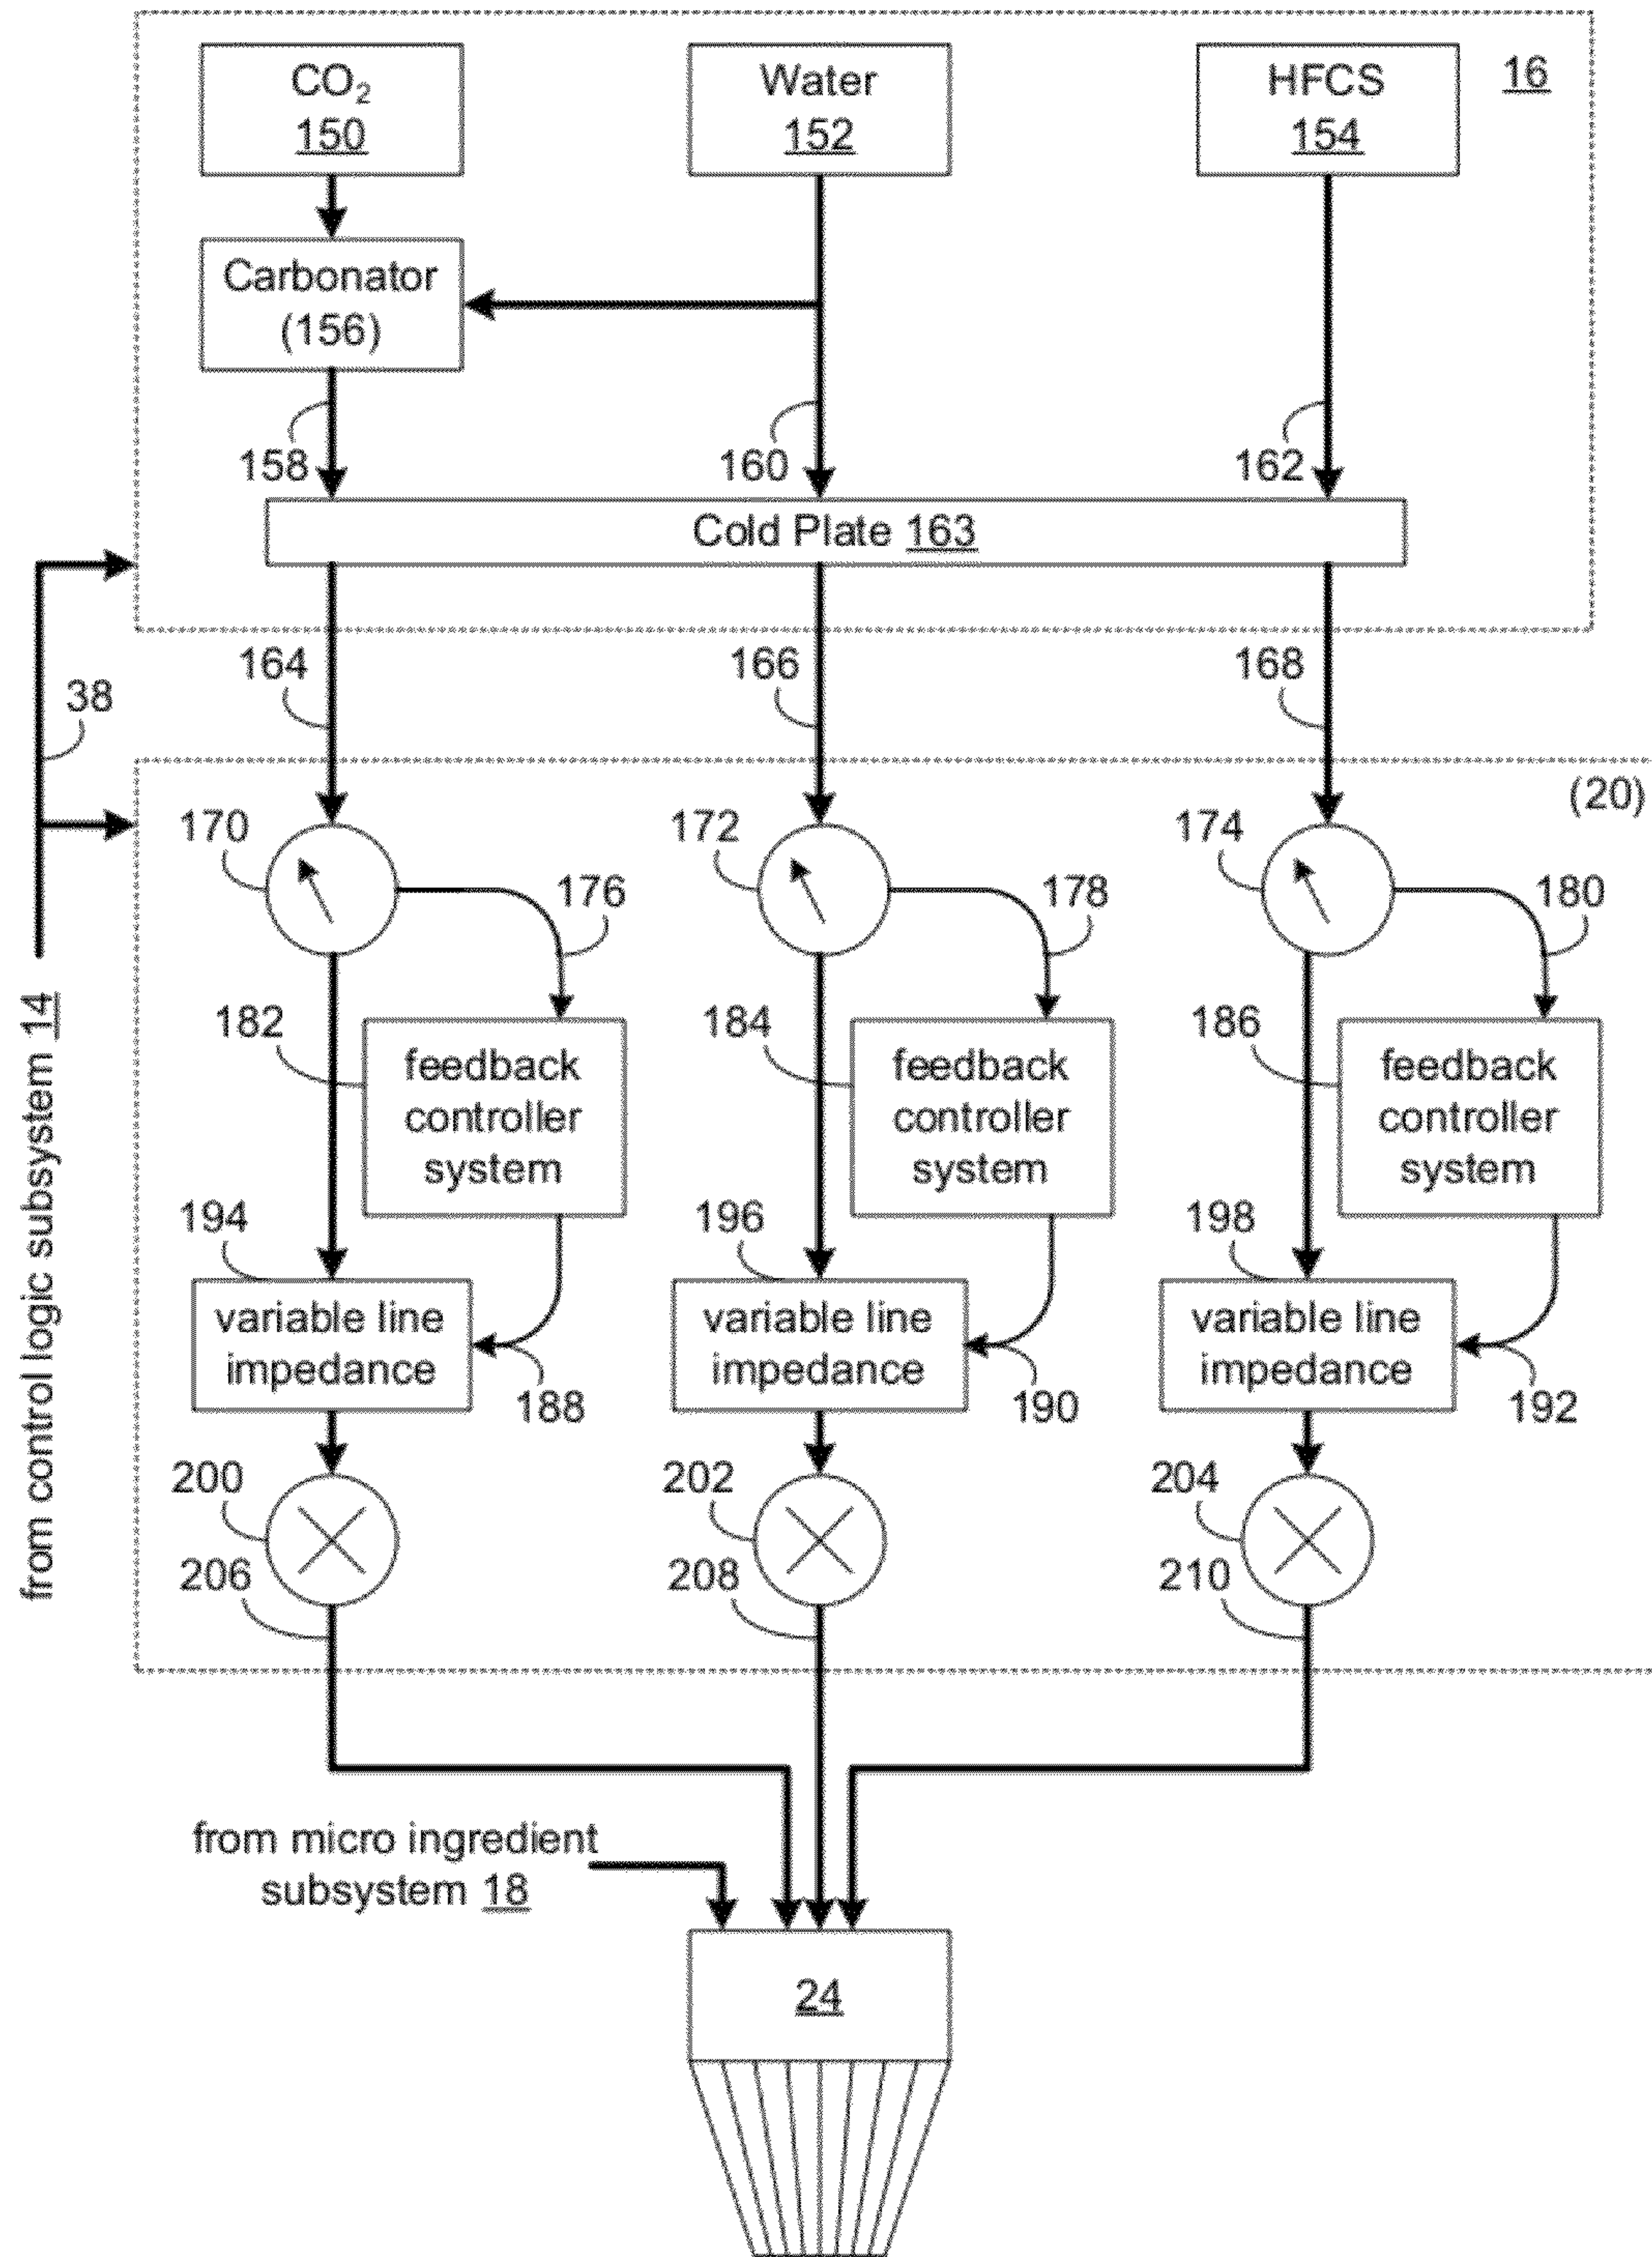 CO₂
150
Water
152
HFCS
154
16
Carbonator
(156)
158
160
162
Cold Plate 163
164
166
168
38
(20)
170
172
174
176
178
180
from control logic subsystem 14
182
feedback
controller
system
184
feedback
controller
system
186
feedback
controller
system
194
196
198
variable line
impedance
variable line
impedance
variable line
impedance
188
190
192
200
202
204
206
208
210
from micro ingredient
subsystem 18
24